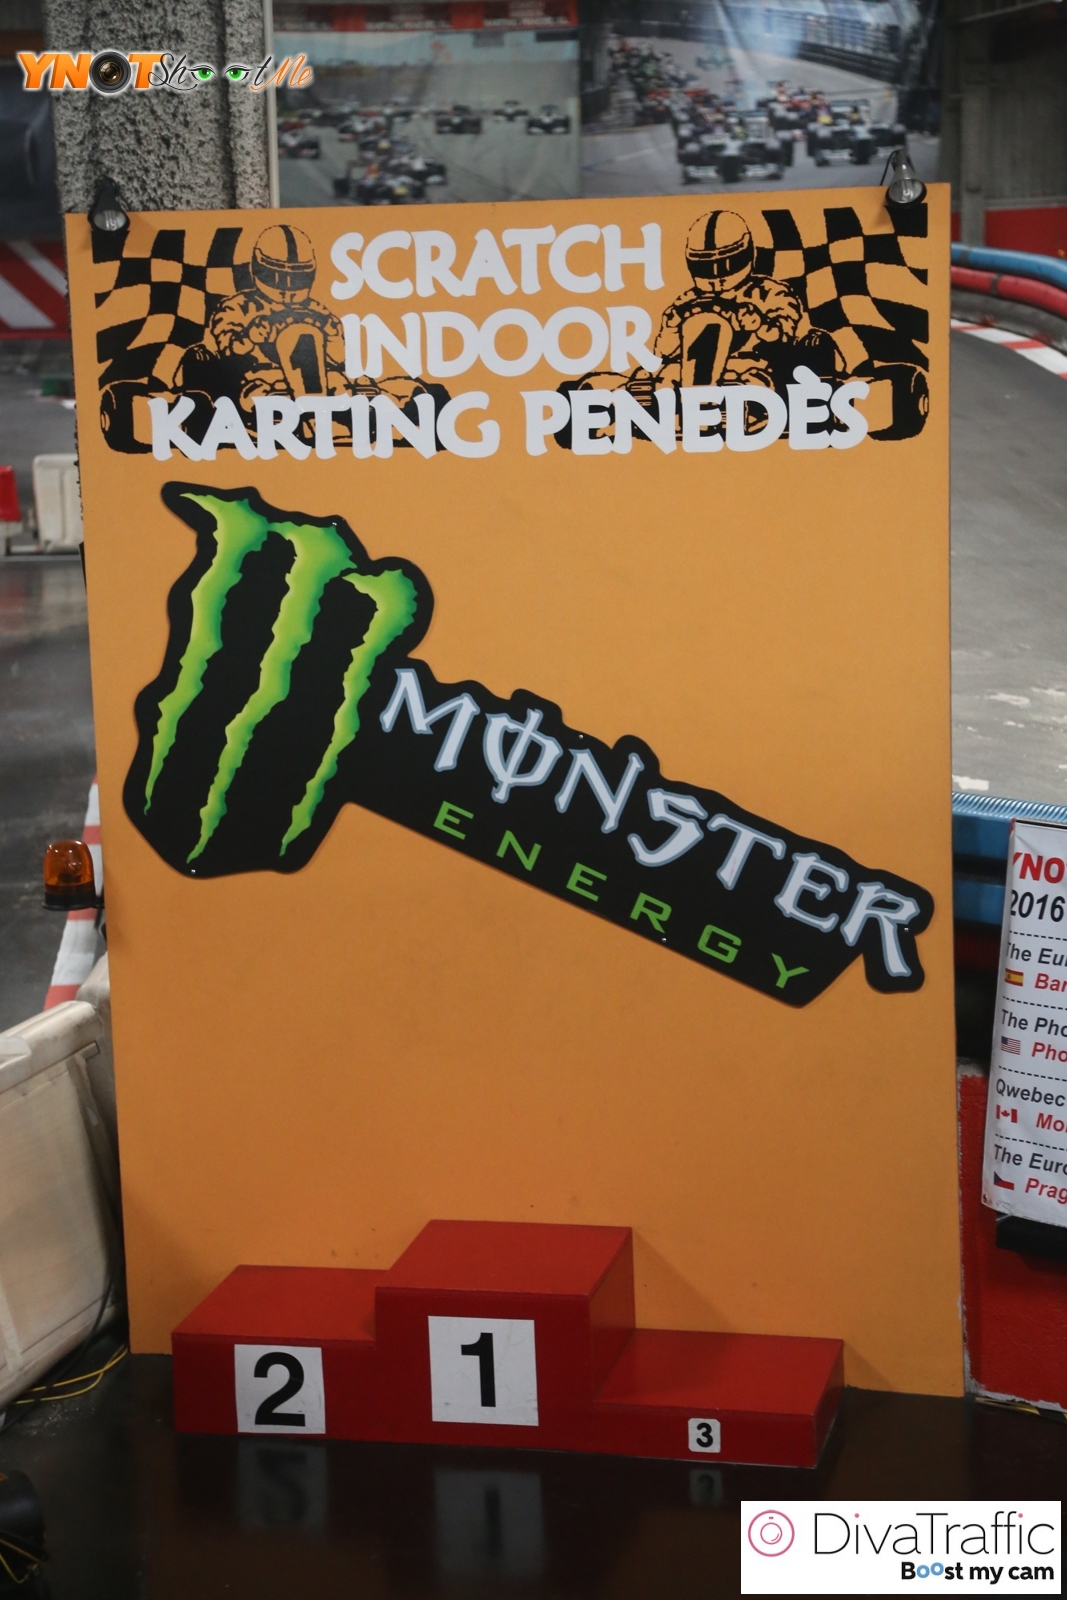 YNOTShootMe
SCRATCH
INDOOR
KARTING PENEDÈS
1
1
MONSTER
ENERGY
YNO
2016
The Eur
Bar
The Pho
Pho
Qwebec
Mo
The Euro
Prag
2
1
3
DivaTraffic
Boost my cam